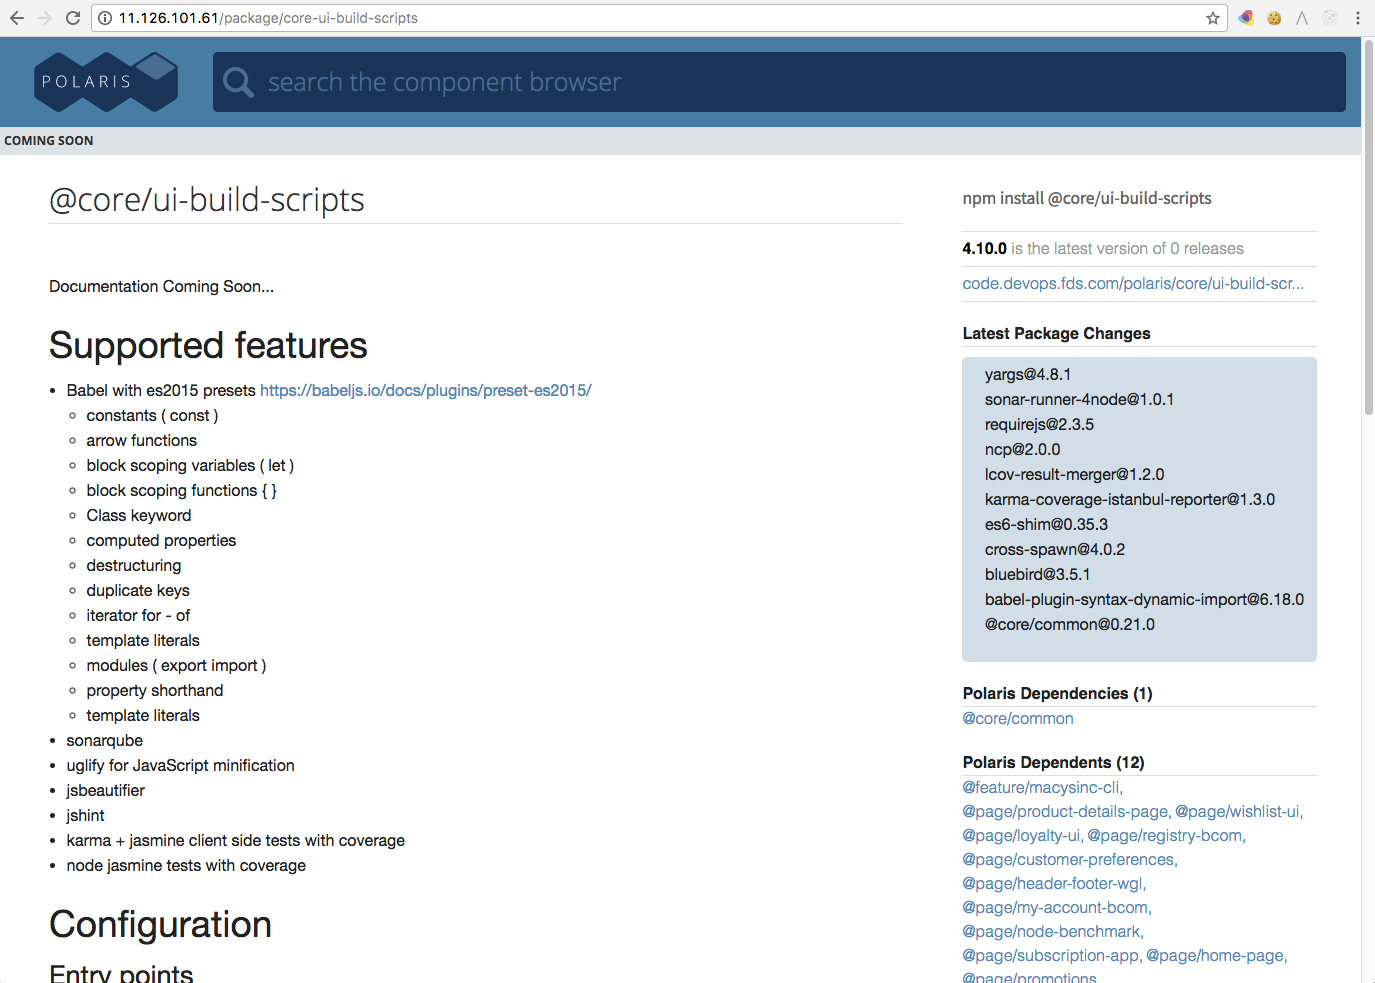 11.126.101.61/package/core-ui-build-scripts
POLARIS
search the component browser
COMING SOON
@core/ui-build-scripts
Documentation Coming Soon...
Supported features
• Babel with es2015 presets https://babeljs.io/docs/plugins/preset-es2015/
◦ constants ( const )
◦ arrow functions
◦ block scoping variables ( let )
◦ block scoping functions { }
◦ Class keyword
◦ computed properties
◦ destructuring
◦ duplicate keys
◦ iterator for - of
◦ template literals
◦ modules ( export import )
◦ property shorthand
◦ template literals
• sonarqube
• uglify for JavaScript minification
• jsbeautifier
• jshint
• karma + jasmine client side tests with coverage
• node jasmine tests with coverage
Configuration
Entry points
npm install @core/ui-build-scripts
4.10.0 is the latest version of 0 releases
code.devops.fds.com/polaris/core/ui-build-scr...
Latest Package Changes
yargs@4.8.1
sonar-runner-4node@1.0.1
requirejs@2.3.5
ncp@2.0.0
lcov-result-merger@1.2.0
karma-coverage-istanbul-reporter@1.3.0
es6-shim@0.35.3
cross-spawn@4.0.2
bluebird@3.5.1
babel-plugin-syntax-dynamic-import@6.18.0
@core/common@0.21.0
Polaris Dependencies (1)
@core/common
Polaris Dependents (12)
@feature/macysinc-cli,
@page/product-details-page, @page/wishlist-ui,
@page/loyalty-ui, @page/registry-bcom,
@page/customer-preferences,
@page/header-footer-wgl,
@page/my-account-bcom,
@page/node-benchmark,
@page/subscription-app, @page/home-page,
@page/promotions